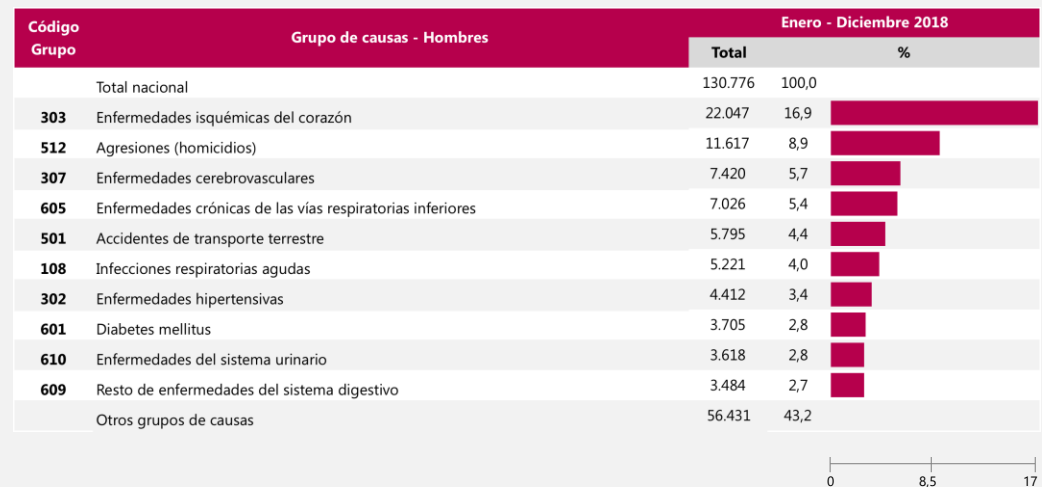 Código Grupo Grupo de causas - Hombres Enero - Diciembre 2018
Total %
Total nacional 130.776 100,0
303 Enfermedades isquémicas del corazón 22.047 16,9
512 Agresiones (homicidios) 11.617 8,9
307 Enfermedades cerebrovasculares 7.420 5,7
605 Enfermedades crónicas de las vías respiratorias inferiores 7.026 5,4
501 Accidentes de transporte terrestre 5.795 4,4
108 Infecciones respiratorias agudas 5.221 4,0
302 Enfermedades hipertensivas 4.412 3,4
601 Diabetes mellitus 3.705 2,8
610 Enfermedades del sistema urinario 3.618 2,8
609 Resto de enfermedades del sistema digestivo 3.484 2,7
Otros grupos de causas 56.431 43,2
0 8,5 17